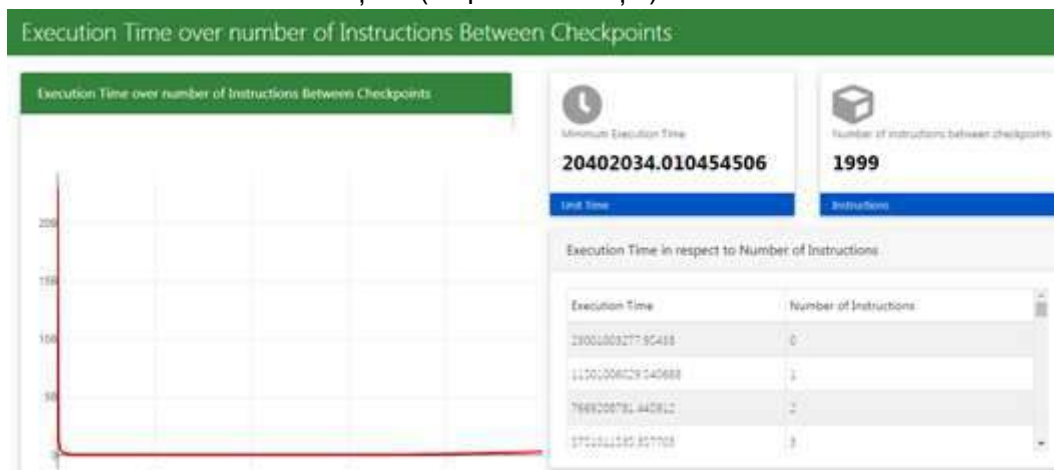 Execution Time over number of Instructions Between Checkpoints
Execution Time over number of Instructions Between Checkpoints
200
150
100
50
0
Minimum Execution Time
20402034.010454506
Unit Time
Number of instructions between checkpoints
1999
Instructions
Execution Time in respect to Number of Instructions
Execution Time Number of Instructions
0
1
2
3